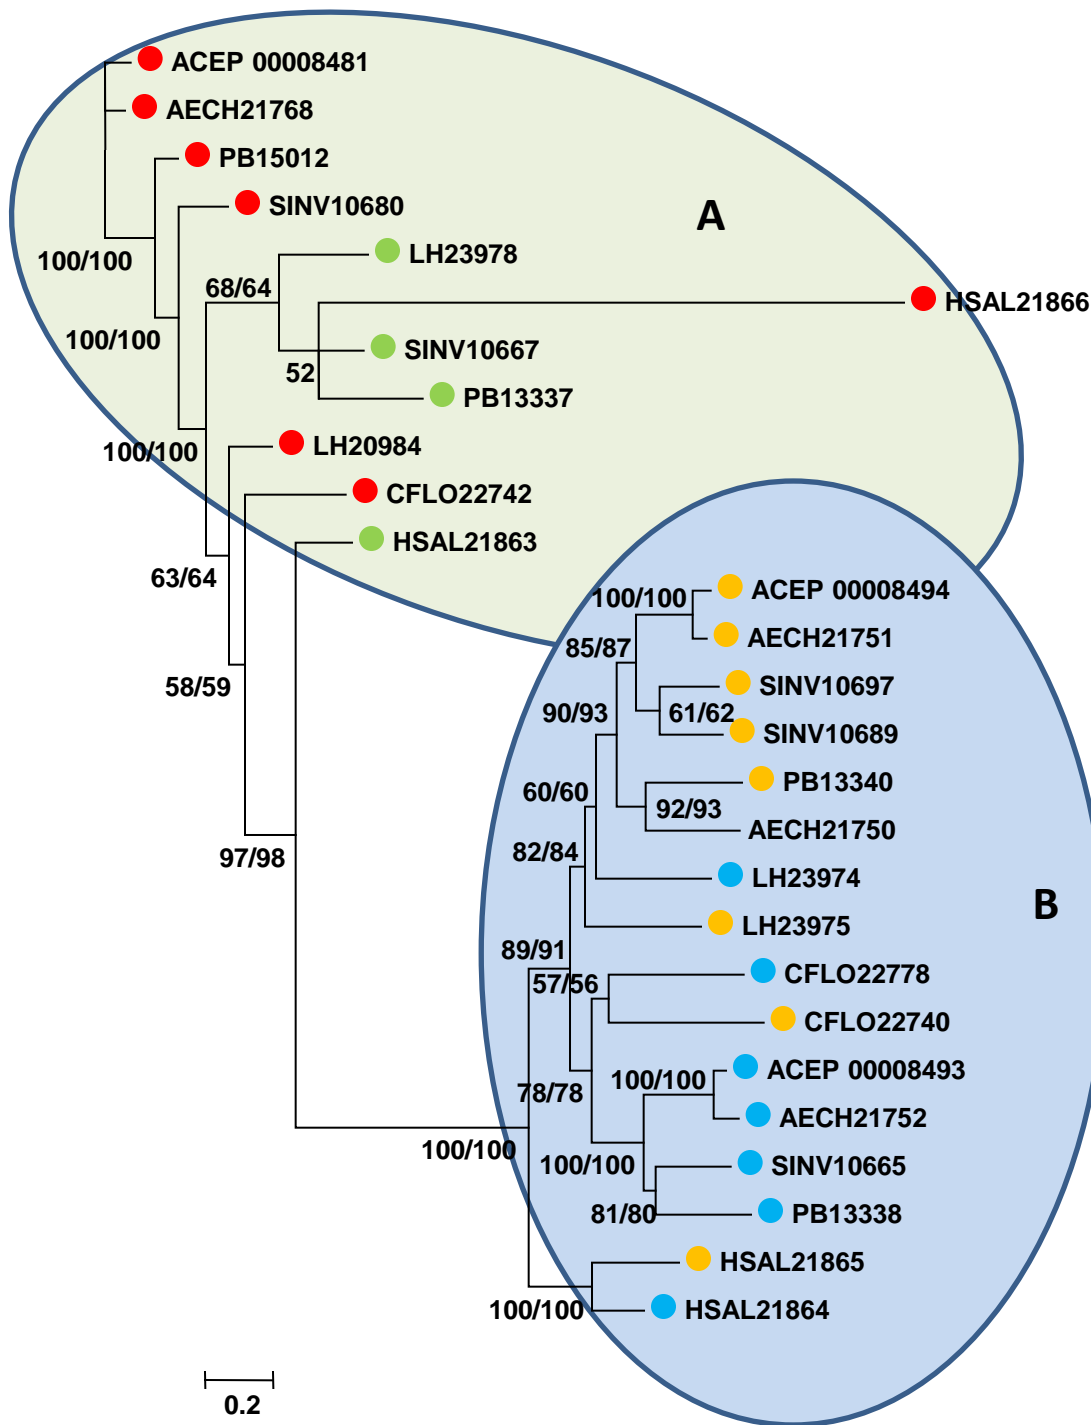 ACEP 00008481
AECH21768
PB15012
SINV10680
A
100/100
LH23978
68/64
HSAL21866
100/100
SINV10667
52
PB13337
100/100
LH20984
CFLO22742
HSAL21863
63/64
ACEP 00008494
100/100
AECH21751
85/87
58/59
SINV10697
61/62
90/93
SINV10689
PB13340
60/60
92/93
AECH21750
82/84
97/98
LH23974
B
LH23975
89/91
CFLO22778
57/56
CFLO22740
ACEP 00008493
100/100
78/78
AECH21752
100/100
100/100
SINV10665
81/80
PB13338
HSAL21865
100/100
HSAL21864
0.2